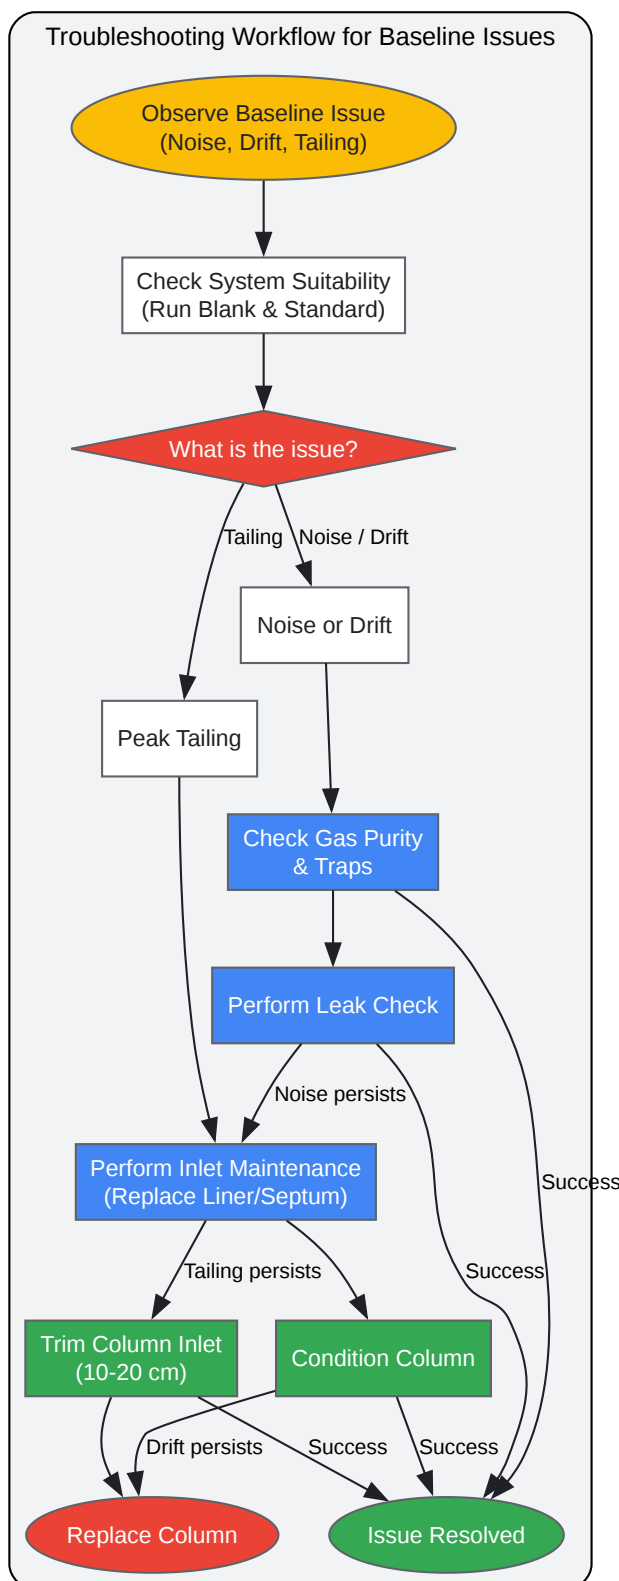 Troubleshooting Workflow for Baseline Issues
Observe Baseline Issue
(Noise, Drift, Tailing)
Check System Suitability
(Run Blank & Standard)
What is the issue?
Tailing
Noise / Drift
Noise or Drift
Peak Tailing
Check Gas Purity
& Traps
Perform Leak Check
Noise persists
Perform Inlet Maintenance
(Replace Liner/Septum)
Success
Tailing persists
Success
Trim Column Inlet
(10-20 cm)
Condition Column
Drift persists
Success
Success
Replace Column
Issue Resolved